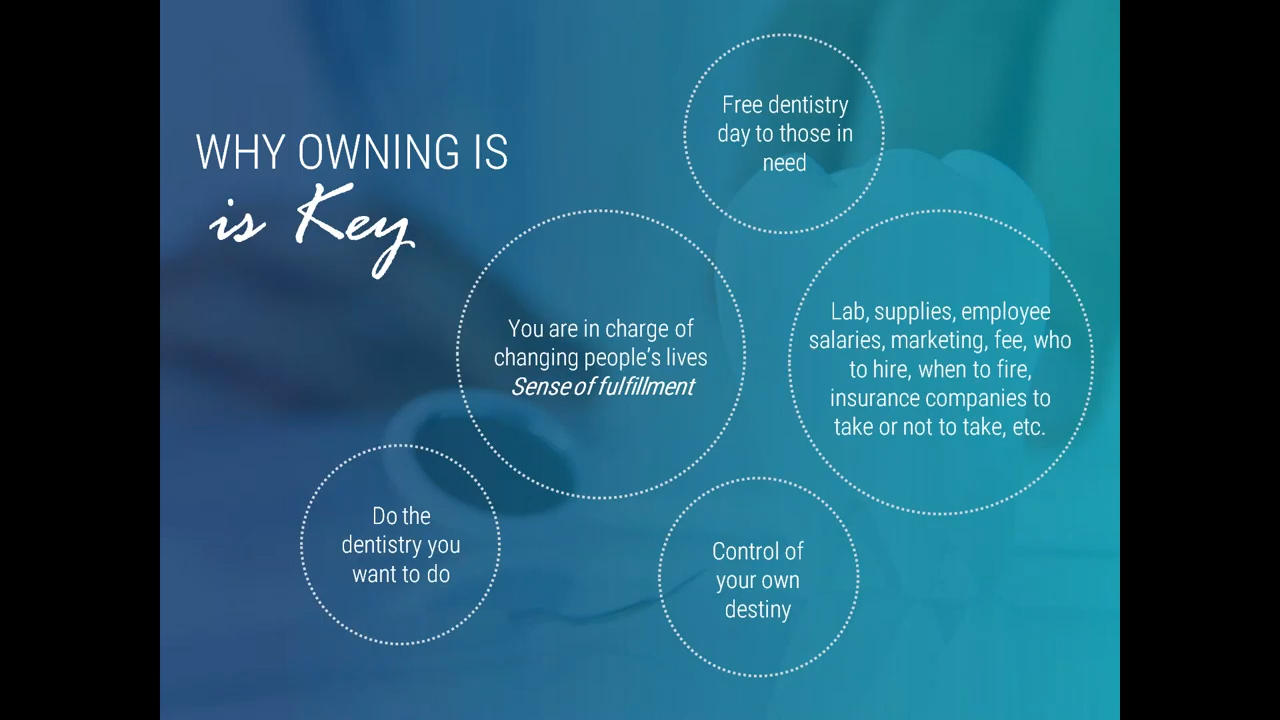 WHY OWNING IS
is Key
Free dentistry
day to those in
need
You are in charge of
changing people's lives
Sense of fulfillment
Lab, supplies, employee
salaries, marketing, fee, who
to hire, when to fire,
insurance companies to
take or not to take, etc.
Do the
dentistry you
want to do
Control of
your own
destiny